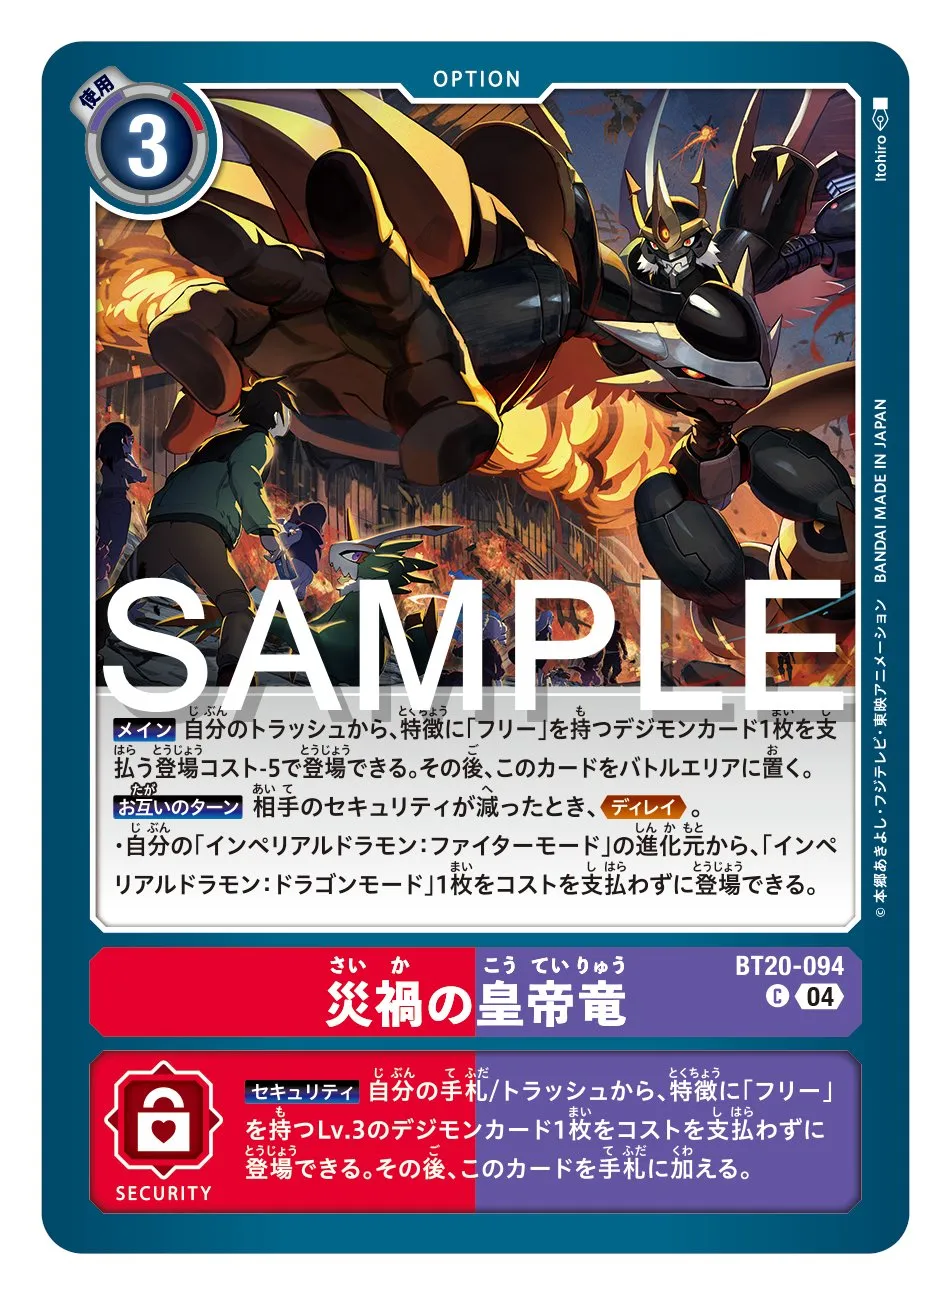 OPTION
使用
3
Itohiro
BANDAI MADE IN JAPAN
©本郷あきよし・フジテレビ・東映アニメーション
SAMPLE
メイン 自分のトラッシュから、特徴に「フリー」を持つデジモンカード1枚を支
払う登場コスト-5で登場できる。その後、このカードをバトルエリアに置く。
お互いのターン 相手のセキュリティが減ったとき、ディレイ。
・自分の「インペリアルドラモン：ファイターモード」の進化元から、「インペ
リアルドラモン：ドラゴンモード」1枚をコストを支払わずに登場できる。
BT20-094
C 04
さいか こうていりゅう
災禍の皇帝竜
セキュリティ 自分の手札/トラッシュから、特徴に「フリー」
を持つLv.3のデジモンカード1枚をコストを支払わずに
登場できる。その後、このカードを手札に加える。
SECURITY